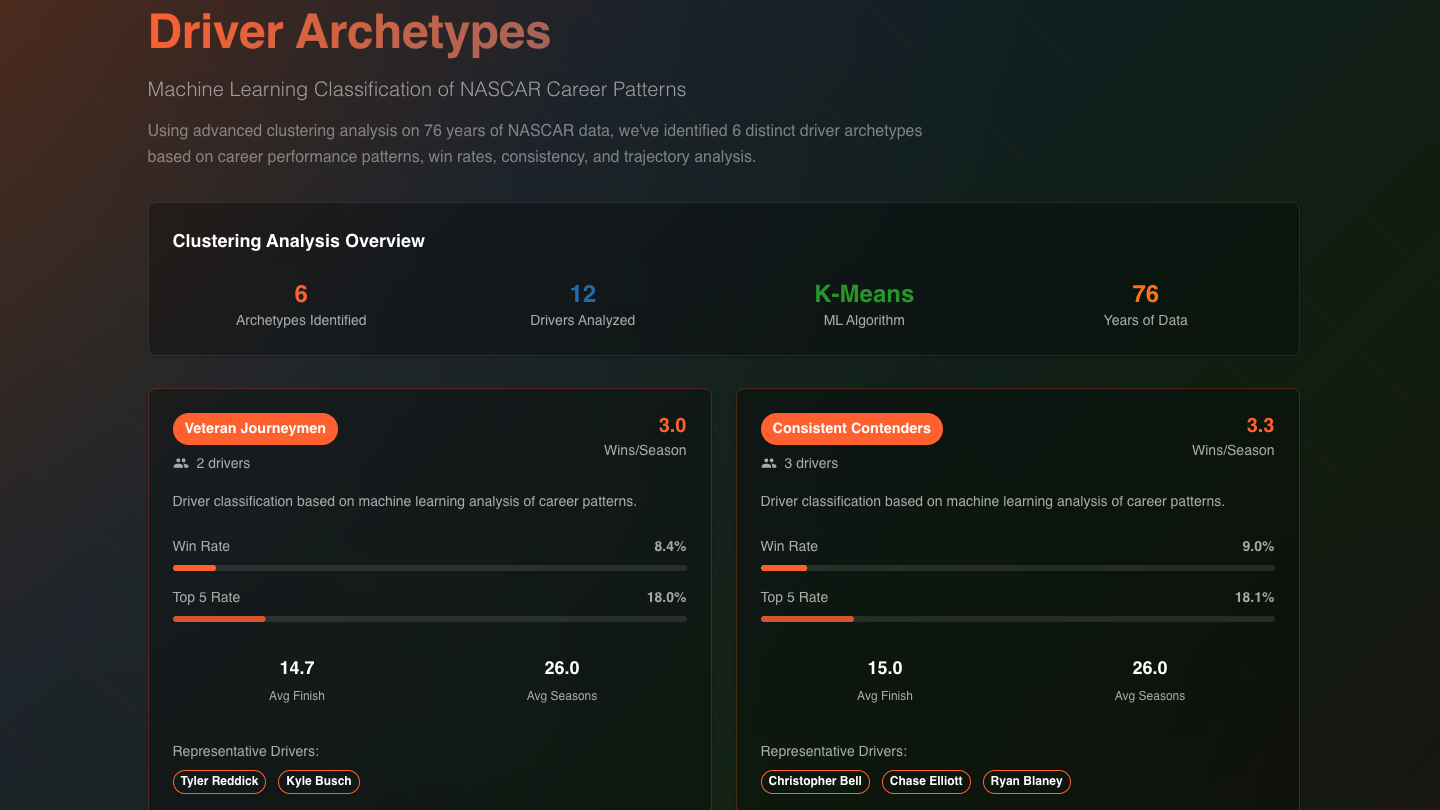 Driver Archetypes
Machine Learning Classification of NASCAR Career Patterns
Using advanced clustering analysis on 76 years of NASCAR data, we've identified 6 distinct driver archetypes
based on career performance patterns, win rates, consistency, and trajectory analysis.
Clustering Analysis Overview
6
Archetypes Identified
12
Drivers Analyzed
K-Means
ML Algorithm
76
Years of Data
Veteran Journeymen
2 drivers
3.0
Wins/Season
Driver classification based on machine learning analysis of career patterns.
Win Rate 8.4%
Top 5 Rate 18.0%
14.7
Avg Finish
26.0
Avg Seasons
Representative Drivers:
Tyler Reddick Kyle Busch
Consistent Contenders
3 drivers
3.3
Wins/Season
Driver classification based on machine learning analysis of career patterns.
Win Rate 9.0%
Top 5 Rate 18.1%
15.0
Avg Finish
26.0
Avg Seasons
Representative Drivers:
Christopher Bell Chase Elliott Ryan Blaney